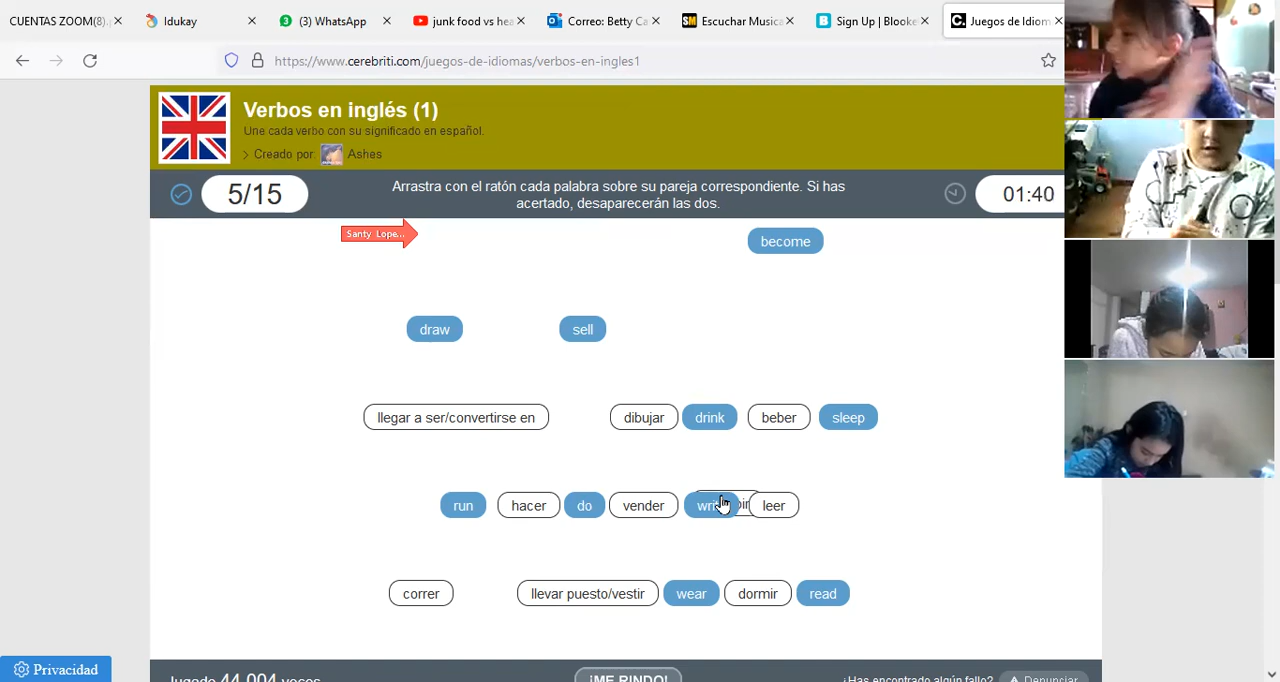 CUENTAS ZOOM(8).
Idukay
(3) WhatsApp
junk food vs hea
Correo: Betty Ca
Escuchar Musica
Sign Up | Blooke
Juegos de Idiom
https://www.cerebriti.com/juegos-de-idiomas/verbos-en-ingles1
Verbos en inglés (1)
Une cada verbo con su significado en español.
> Creado por Ashes
5/15
Arrastra con el ratón cada palabra sobre su pareja correspondiente. Si has
acertado, desaparecerán las dos.
01:40
Santy Lope...
become
draw sell
llegar a ser/convertirse en dibujar drink beber sleep
run hacer do vender leer
correr llevar puesto/vestir wear dormir read
Privacidad
Jugado 44.004 veces
¡ME RINDO!
¿Has encontrado algún fallo? Denunciar